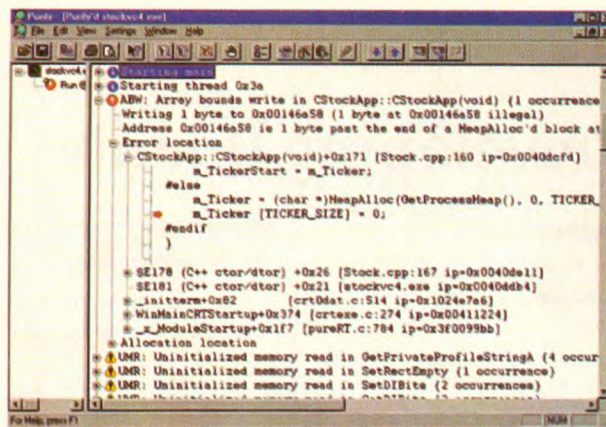 Purify - [Purify'd stockvc4.exe]
File Edit View Settings Window Help
stockvc4.e
Run @
Starting main
Starting thread 0x3a
ABW: Array bounds write in CStockApp::CStockApp(void) {1 occurrence
Writing 1 byte to 0x00146a58 (1 byte at 0x00146a58 illegal)
Address 0x00146a58 is 1 byte past the end of a HeapAlloc'd block at
Error location
CStockApp::CStockApp(void)+0x171 [Stock.cpp:160 ip=0x0040dcfd]
m_TickerStart = m_Ticker;
#else
m_Ticker = (char *)HeapAlloc(GetProcessHeap(), 0, TICKER_
m_Ticker [TICKER_SIZE] = 0;
#endif
}
$E178 (C++ ctor/dtor) +0x26 [Stock.cpp:167 ip=0x0040de11]
$E181 (C++ ctor/dtor) +0x21 [stockvc4.exe ip=0x0040ddb4]
_initterm+0x82 [crt0dat.c:514 ip=0x1024e7a6]
WinMainCRTStartup+0x374 [crtexe.c:274 ip=0x00411224]
_z_ModuleStartup+0x1f7 [pureRT.c:784 ip=0x3f0099bb]
Allocation location
UMR: Uninitialized memory read in GetPrivateProfileStringA {4 occur
UMR: Uninitialized memory read in SetRectEmpty {1 occurrence}
UMR: Uninitialized memory read in SetDIBits {2 occurrences}
For Help, press F1
NUM